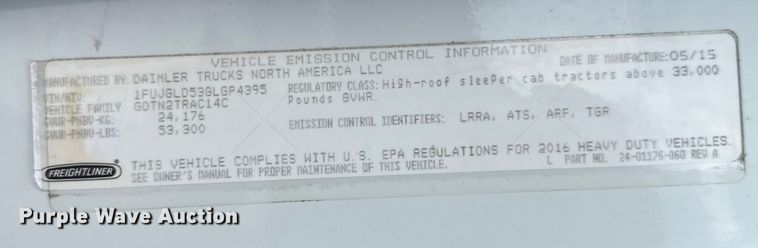 VEHICLE EMISSION CONTROL INFORMATION
MANUFACTURED BY: DAIMLER TRUCKS NORTH AMERICA LLC
DATE OF MANUFACTURE: 05/15
VIN/NIV: 1FUJGLD53GLGP4395
VEHICLE FAMILY GDTN2TRAC14C
GVWR-PNBV-KG: 24,176
GVWR-PNBV-LBS: 53,300
REGULATORY CLASS: High-roof sleeper cab tractors above 33,000
Pounds GVWR.
EMISSION CONTROL IDENTIFIERS: LRRA, ATS, ARF, TGR
FREIGHTLINER
THIS VEHICLE COMPLIES WITH U.S. EPA REGULATIONS FOR 2016 HEAVY DUTY VEHICLES.
SEE OWNER'S MANUAL FOR PROPER MAINTENANCE OF THIS VEHICLE.
L PART NO. 24-01176-060 REV A
Purple Wave Auction